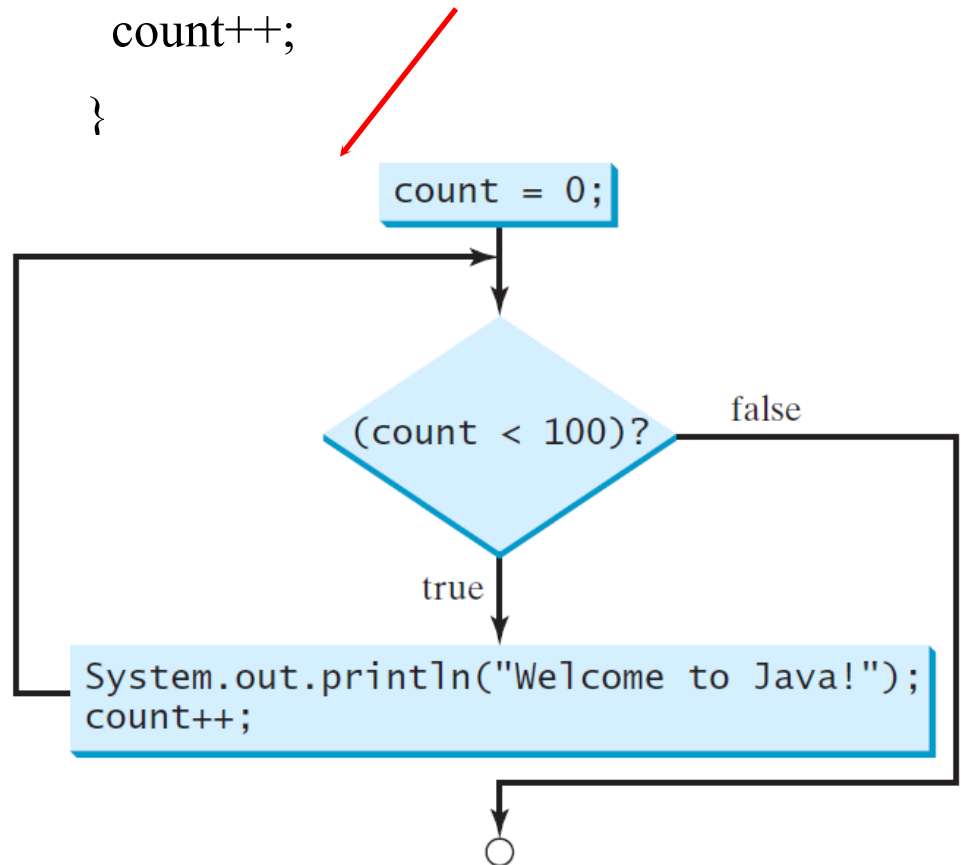 count++;
}
count = 0;
(count < 100)?
false
true
System.out.println("Welcome to Java!");
count++;